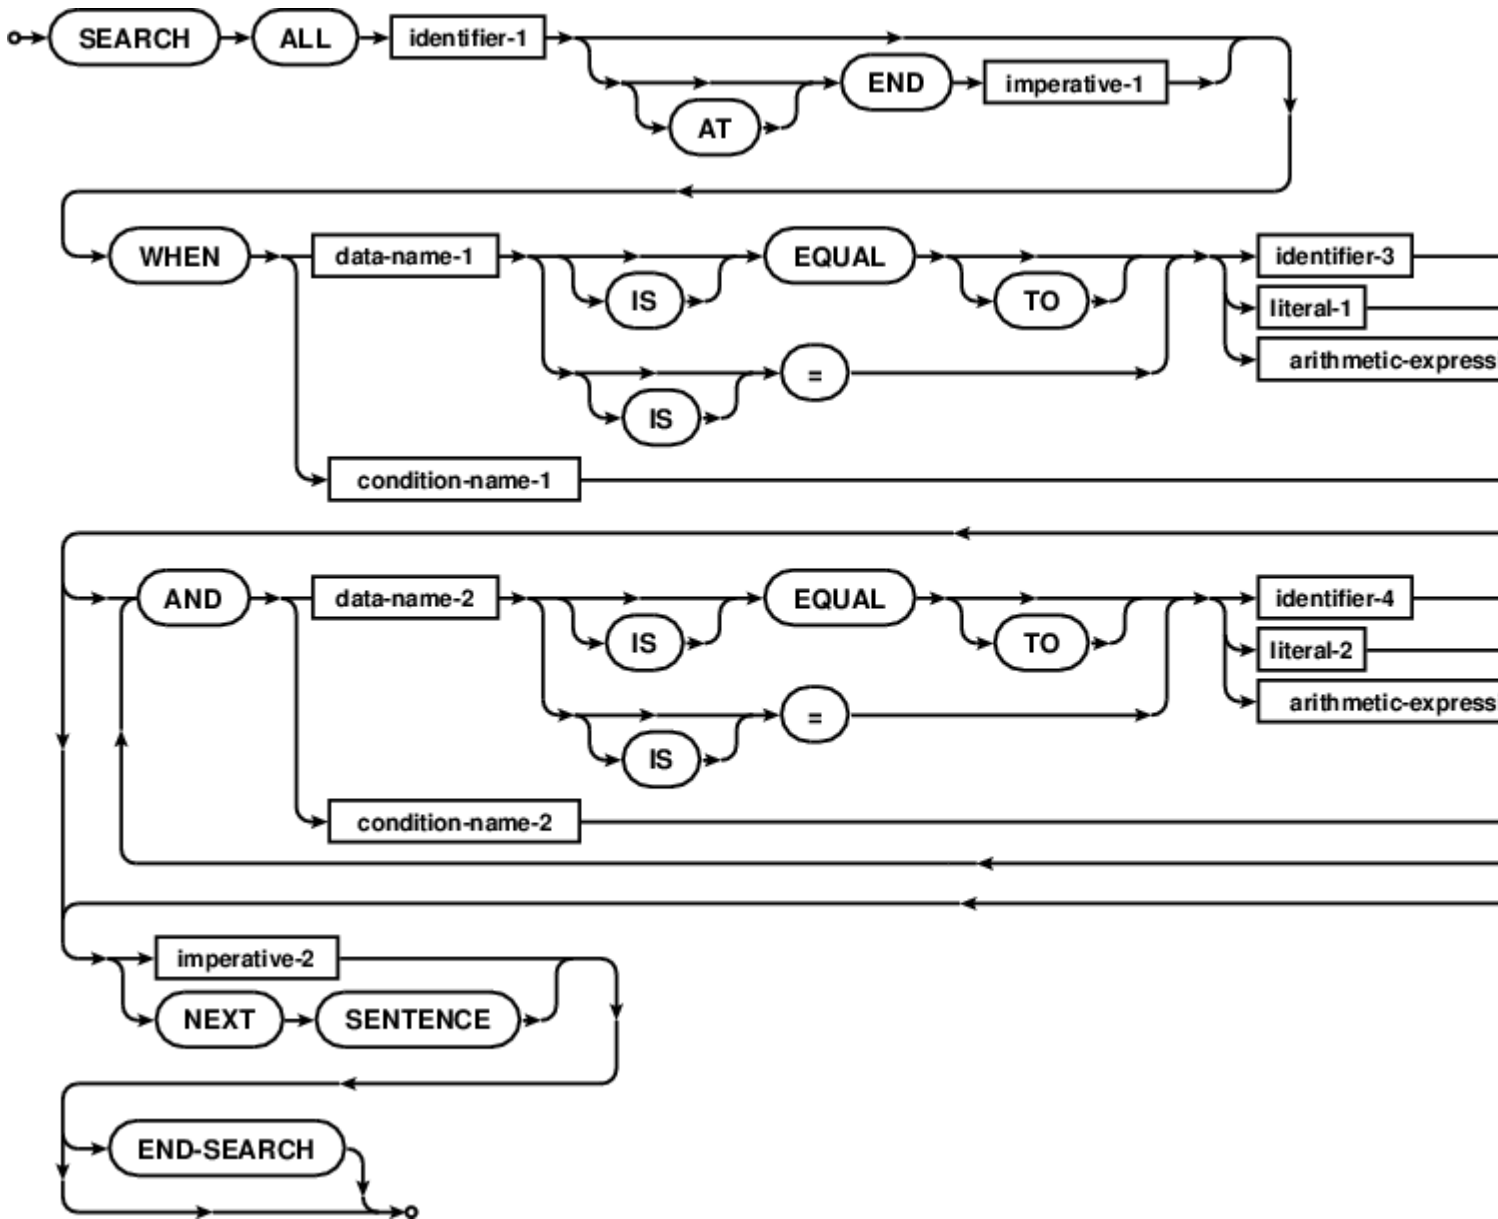 SEARCH ALL identifier-1
END imperative-1
AT
WHEN data-name-1 EQUAL identifier-3
IS TO literal-1
= arithmetic-express
IS
condition-name-1
AND data-name-2 EQUAL identifier-4
IS TO literal-2
= arithmetic-express
IS
condition-name-2
imperative-2
NEXT SENTENCE
END-SEARCH